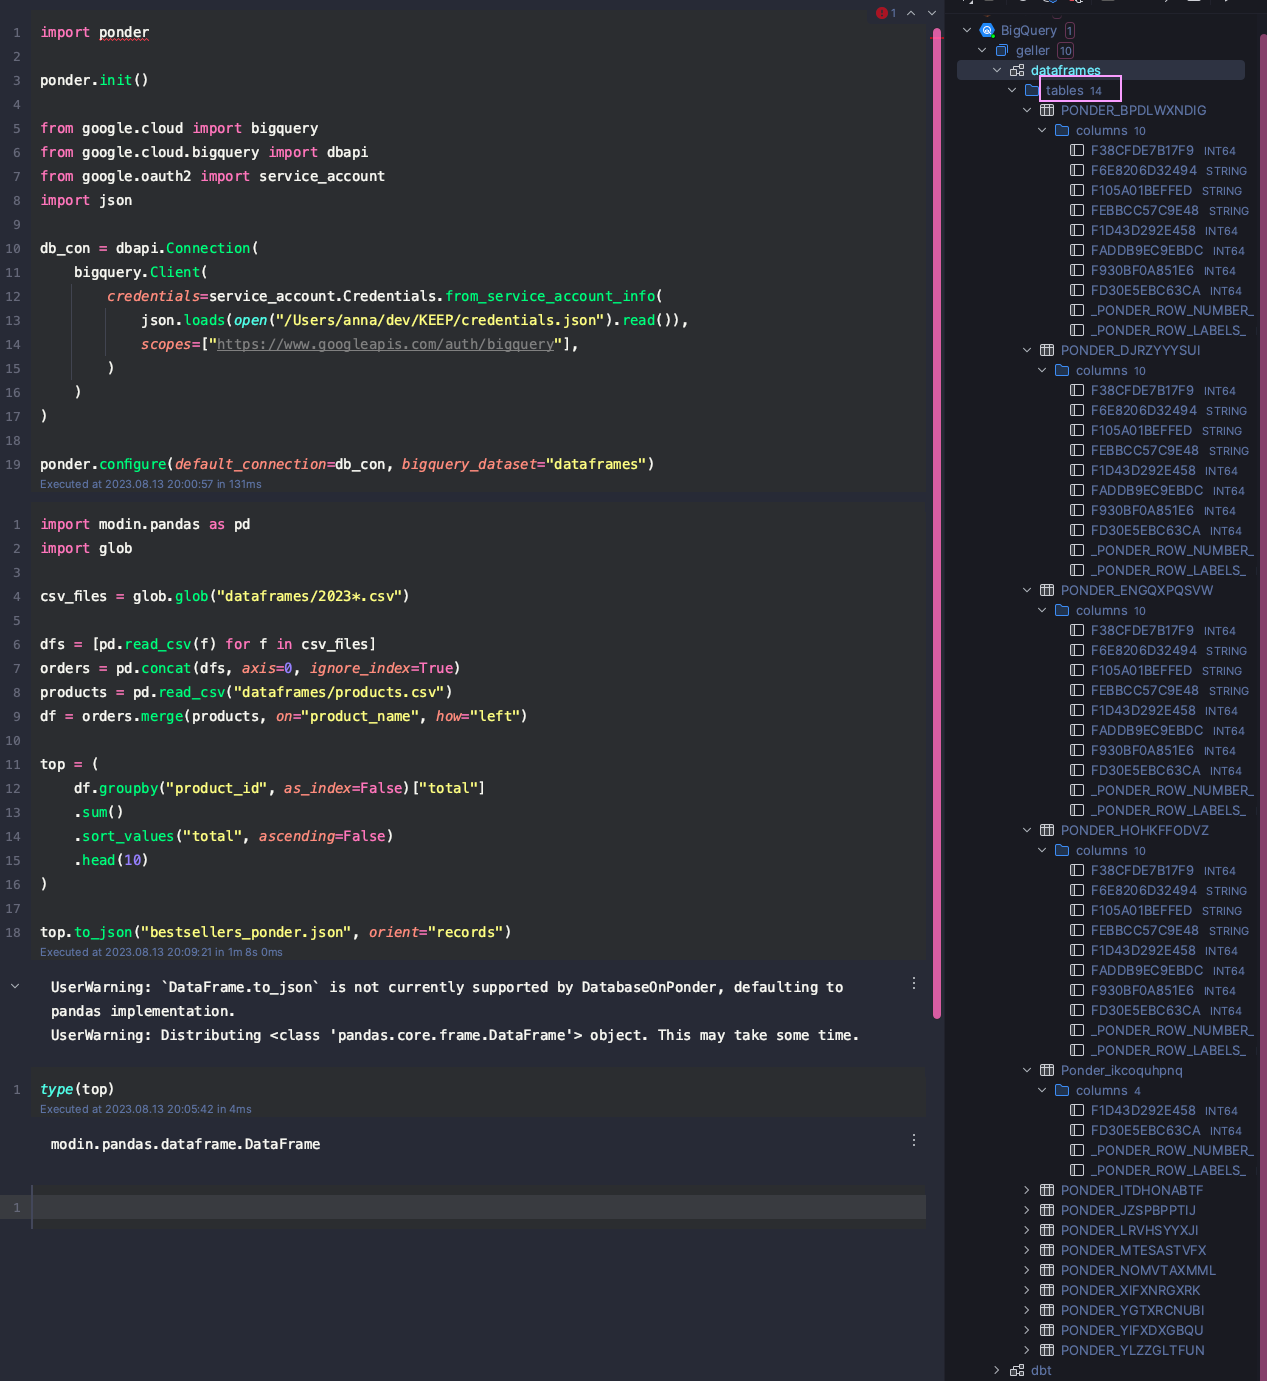 1
1 import ponder
2
3 ponder.init()
4
5 from google.cloud import bigquery
6 from google.cloud.bigquery import dbapi
7 from google.oauth2 import service_account
8 import json
9
10 db_con = dbapi.Connection(
11 bigquery.Client(
12 credentials=service_account.Credentials.from_service_account_info(
13 json.loads(open("/Users/anna/dev/KEEP/credentials.json").read()),
14 scopes=["https://www.googleapis.com/auth/bigquery"],
15 )
16 )
17 )
18
19 ponder.configure(default_connection=db_con, bigquery_dataset="dataframes")
Executed at 2023.08.13 20:00:57 in 131ms
1 import modin.pandas as pd
2 import glob
3
4 csv_files = glob.glob("dataframes/2023*.csv")
5
6 dfs = [pd.read_csv(f) for f in csv_files]
7 orders = pd.concat(dfs, axis=0, ignore_index=True)
8 products = pd.read_csv("dataframes/products.csv")
9 df = orders.merge(products, on="product_name", how="left")
10
11 top = (
12 df.groupby("product_id", as_index=False)["total"]
13 .sum()
14 .sort_values("total", ascending=False)
15 .head(10)
16 )
17
18 top.to_json("bestsellers_ponder.json", orient="records")
Executed at 2023.08.13 20:09:21 in 1m 8s 0ms
UserWarning: `DataFrame.to_json` is not currently supported by DatabaseOnPonder, defaulting to
pandas implementation.
UserWarning: Distributing <class 'pandas.core.frame.DataFrame'> object. This may take some time.
1 type(top)
Executed at 2023.08.13 20:05:42 in 4ms
modin.pandas.dataframe.DataFrame
1
BigQuery 1
geller 10
dataframes
tables 14
PONDER_BPDLWXNDIG
columns 10
F38CFDE7B17F9 INT64
F6E8206D32494 STRING
F105A01BEFFED STRING
FEBBCC57C9E48 STRING
F1D43D292E458 INT64
FADDB9EC9EBDC INT64
F930BF0A851E6 INT64
FD30E5EBC63CA INT64
_PONDER_ROW_NUMBER_
_PONDER_ROW_LABELS_
PONDER_DJRZYYYSUI
columns 10
F38CFDE7B17F9 INT64
F6E8206D32494 STRING
F105A01BEFFED STRING
FEBBCC57C9E48 STRING
F1D43D292E458 INT64
FADDB9EC9EBDC INT64
F930BF0A851E6 INT64
FD30E5EBC63CA INT64
_PONDER_ROW_NUMBER_
_PONDER_ROW_LABELS_
PONDER_ENGQXPQSVW
columns 10
F38CFDE7B17F9 INT64
F6E8206D32494 STRING
F105A01BEFFED STRING
FEBBCC57C9E48 STRING
F1D43D292E458 INT64
FADDB9EC9EBDC INT64
F930BF0A851E6 INT64
FD30E5EBC63CA INT64
_PONDER_ROW_NUMBER_
_PONDER_ROW_LABELS_
PONDER_HOHKFFODVZ
columns 10
F38CFDE7B17F9 INT64
F6E8206D32494 STRING
F105A01BEFFED STRING
FEBBCC57C9E48 STRING
F1D43D292E458 INT64
FADDB9EC9EBDC INT64
F930BF0A851E6 INT64
FD30E5EBC63CA INT64
_PONDER_ROW_NUMBER_
_PONDER_ROW_LABELS_
Ponder_ikcoquhpnq
columns 4
F1D43D292E458 INT64
FD30E5EBC63CA INT64
_PONDER_ROW_NUMBER_
_PONDER_ROW_LABELS_
PONDER_ITDHONABTF
PONDER_JZSPBPPTIJ
PONDER_LRVHSYYXJI
PONDER_MTESASTVFX
PONDER_NOMVTAXMML
PONDER_XIFXNRGXRK
PONDER_YGTXRCNUBI
PONDER_YIFXDXGBQU
PONDER_YLZZGLTFUN
dbt